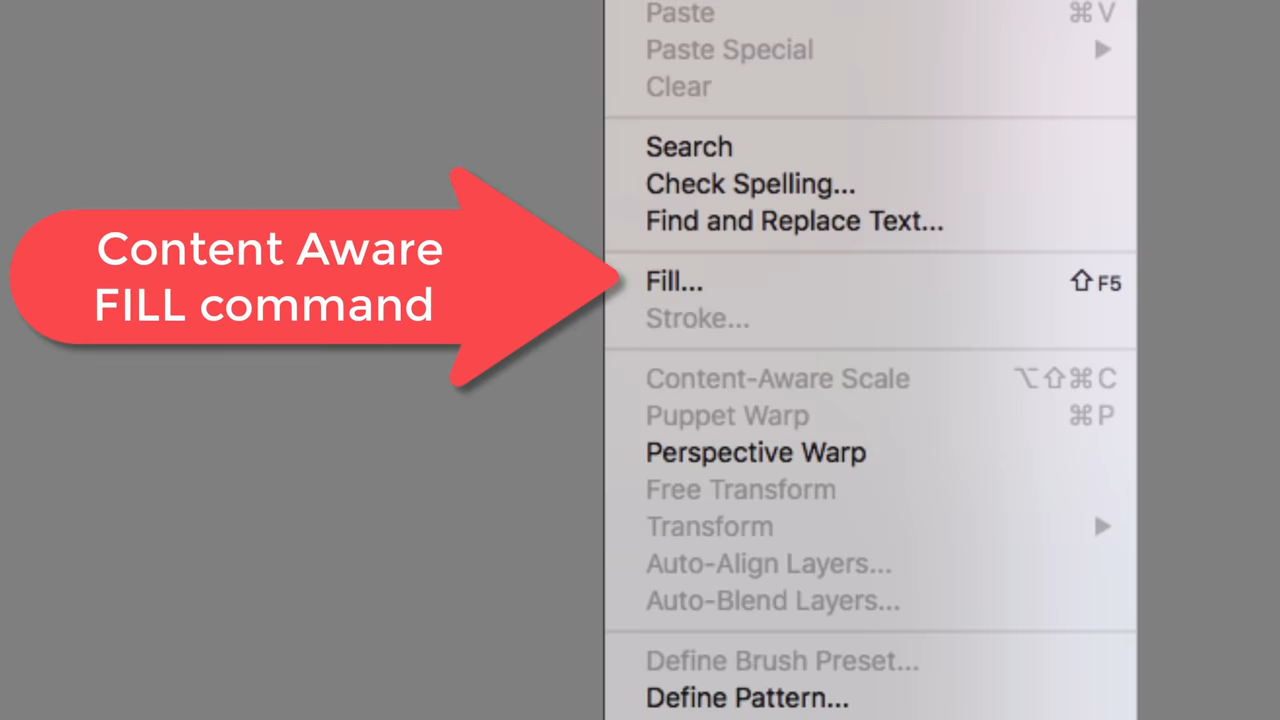 Paste ⌘V
Paste Special ▶
Clear
Search
Check Spelling...
Find and Replace Text...
Content Aware
FILL command
Fill... ⇧F5
Stroke...
Content-Aware Scale ⌥⇧⌘C
Puppet Warp ⌘P
Perspective Warp
Free Transform
Transform ▶
Auto-Align Layers...
Auto-Blend Layers...
Define Brush Preset...
Define Pattern...